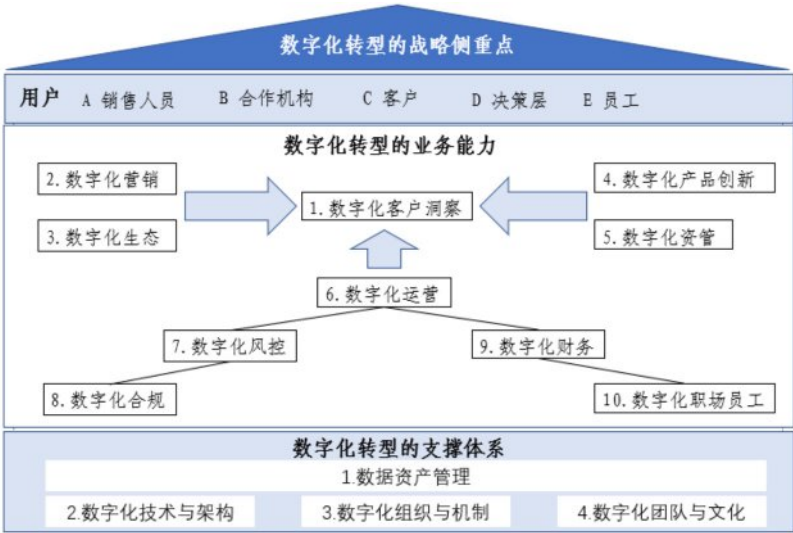 数字化转型的战略侧重点
用户 A 销售人员 B 合作机构 C 客户 D 决策层 E 员工
数字化转型的业务能力
2.数字化营销
4.数字化产品创新
1.数字化客户洞察
3.数字化生态
5.数字化资管
6.数字化运营
7.数字化风控
9.数字化财务
8.数字化合规
10.数字化职场员工
数字化转型的支撑体系
1.数据资产管理
2.数字化技术与架构
3.数字化组织与机制
4.数字化团队与文化